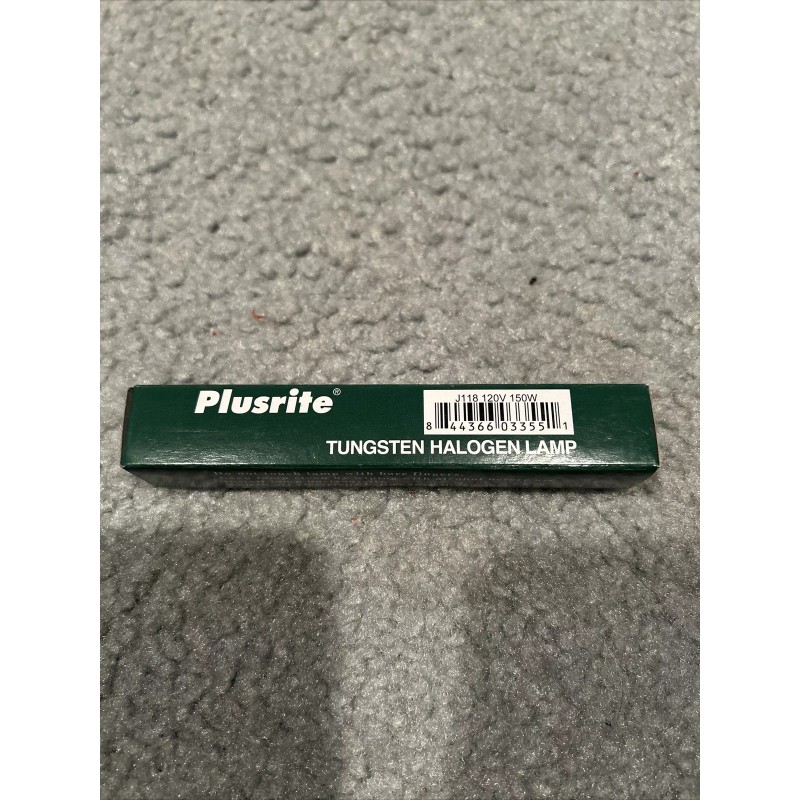 Plusrite®
J118 120V 150W
8 44366 03355 1
TUNGSTEN HALOGEN LAMP